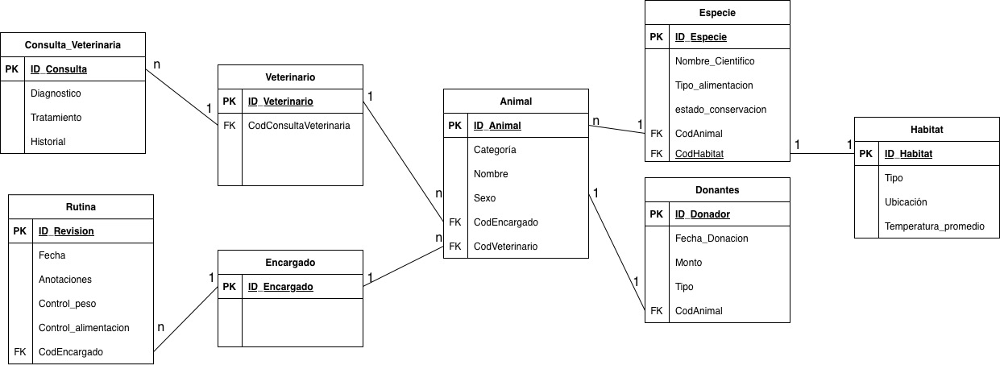 Consulta_Veterinaria
PK ID_Consulta
Diagnostico
Tratamiento
Historial
n
1
Veterinario
PK ID_Veterinario
FK CodConsultaVeterinaria
1
n
Rutina
PK ID_Revision
Fecha
Anotaciones
Control_peso
Control_alimentacion
FK CodEncargado
n
1
Encargado
PK ID_Encargado
1
n
Animal
PK ID_Animal
Categoría
Nombre
Sexo
FK CodEncargado
FK CodVeterinario
n
1
1
1
Especie
PK ID_Especie
Nombre_Cientifico
Tipo_alimentacion
estado_conservacion
FK CodAnimal
FK CodHabitat
1
1
Donantes
PK ID_Donador
Fecha_Donacion
Monto
Tipo
FK CodAnimal
Habitat
PK ID_Habitat
Tipo
Ubicación
Temperatura_promedio